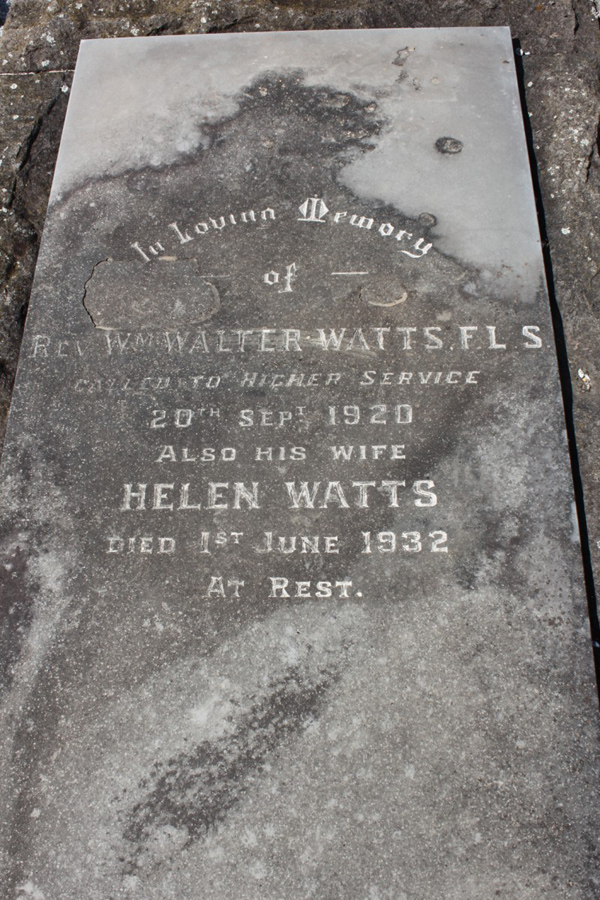 In Loving Memory
of
REV WM WALTER WATTS. F.L.S
CALLED TO HIGHER SERVICE
20TH SEPT 1920
ALSO HIS WIFE
HELEN WATTS
DIED 1ST JUNE 1932
AT REST.